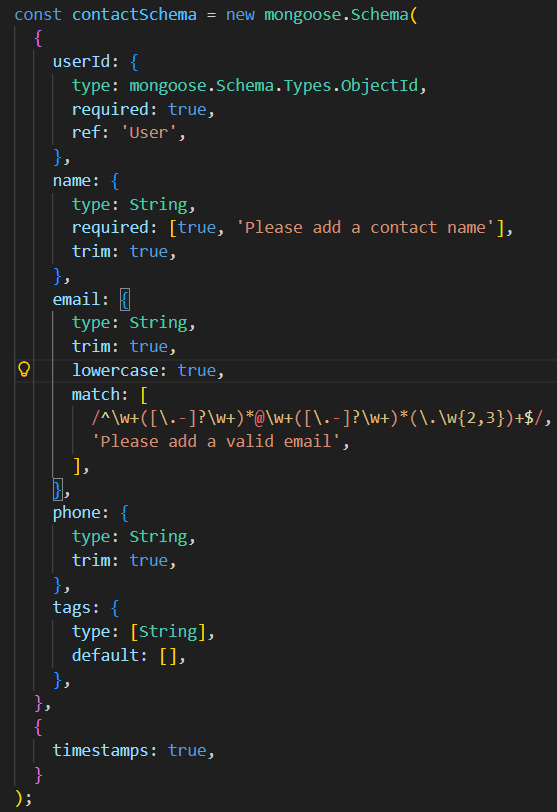 const contactSchema = new mongoose.Schema(
  {
    userId: {
      type: mongoose.Schema.Types.ObjectId,
      required: true,
      ref: 'User',
    },
    name: {
      type: String,
      required: [true, 'Please add a contact name'],
      trim: true,
    },
    email: {
      type: String,
      trim: true,
      lowercase: true,
      match: [
        /^\w+([\.-]?\w+)*@\w+([\.-]?\w+)*(\.\w{2,3})+$/,
        'Please add a valid email',
      ],
    },
    phone: {
      type: String,
      trim: true,
    },
    tags: {
      type: [String],
      default: [],
    },
  },
  {
    timestamps: true,
  }
);